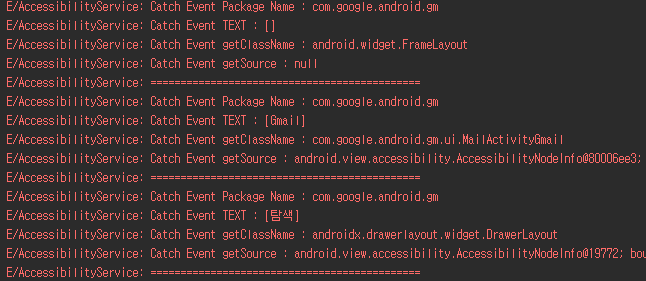 E/AccessibilityService: Catch Event Package Name : com.google.android.gm
E/AccessibilityService: Catch Event TEXT : []
E/AccessibilityService: Catch Event getClassName : android.widget.FrameLayout
E/AccessibilityService: Catch Event getSource : null
E/AccessibilityService: =============================================
E/AccessibilityService: Catch Event Package Name : com.google.android.gm
E/AccessibilityService: Catch Event TEXT : [Gmail]
E/AccessibilityService: Catch Event getClassName : android.google.android.gm.ui.MailActivityGmail
E/AccessibilityService: Catch Event getSource : android.view.accessibility.AccessibilityNodeInfo@80006ee3;
E/AccessibilityService: =============================================
E/AccessibilityService: Catch Event Package Name : com.google.android.gm
E/AccessibilityService: Catch Event TEXT : [탐색]
E/AccessibilityService: Catch Event getClassName : androidx.drawerlayout.widget.DrawerLayout
E/AccessibilityService: Catch Event getSource : android.view.accessibility.AccessibilityNodeInfo@19772; bou
E/AccessibilityService: =============================================